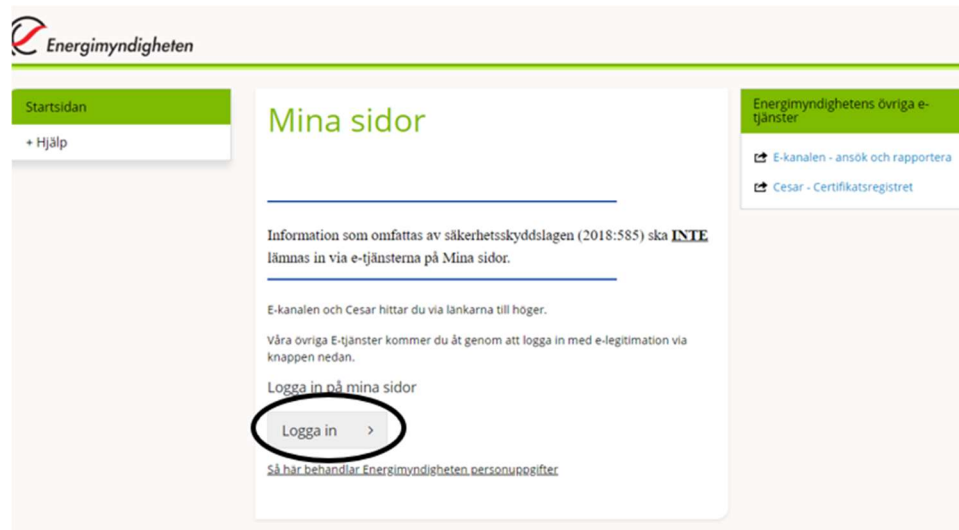 Energimyndigheten
Startsidan
+ Hjälp
Mina sidor
Information som omfattas av säkerhetsskyddslagen (2018:585) ska INTE
lämnas in via e-tjänsterna på Mina sidor.
E-kanalen och Cesar hittar du via länkarna till höger.
Våra övriga E-tjänster kommer du åt genom att logga in med e-legitimation via
knappen nedan.
Logga in på mina sidor
Logga in >
Så här behandlar Energimyndigheten personuppgifter
Energimyndighetens övriga e-
tjänster
E-kanalen - ansök och rapportera
Cesar - Certifikatsregistret